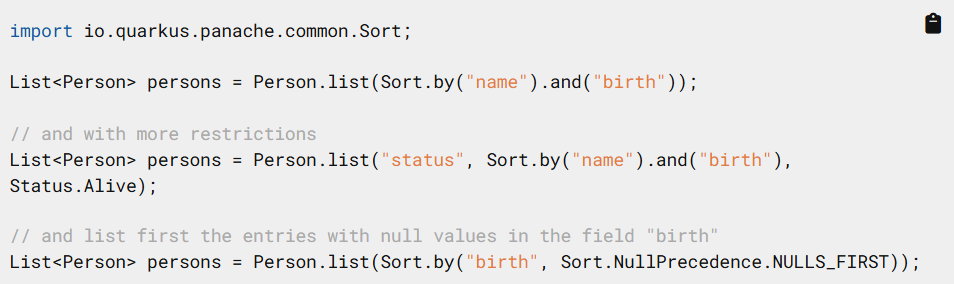 import io.quarkus.panache.common.Sort;
List<Person> persons = Person.list(Sort.by("name").and("birth"));
// and with more restrictions
List<Person> persons = Person.list("status", Sort.by("name").and("birth"),
Status.Alive);
// and list first the entries with null values in the field "birth"
List<Person> persons = Person.list(Sort.by("birth", Sort.NullPrecedence.NULLS_FIRST));